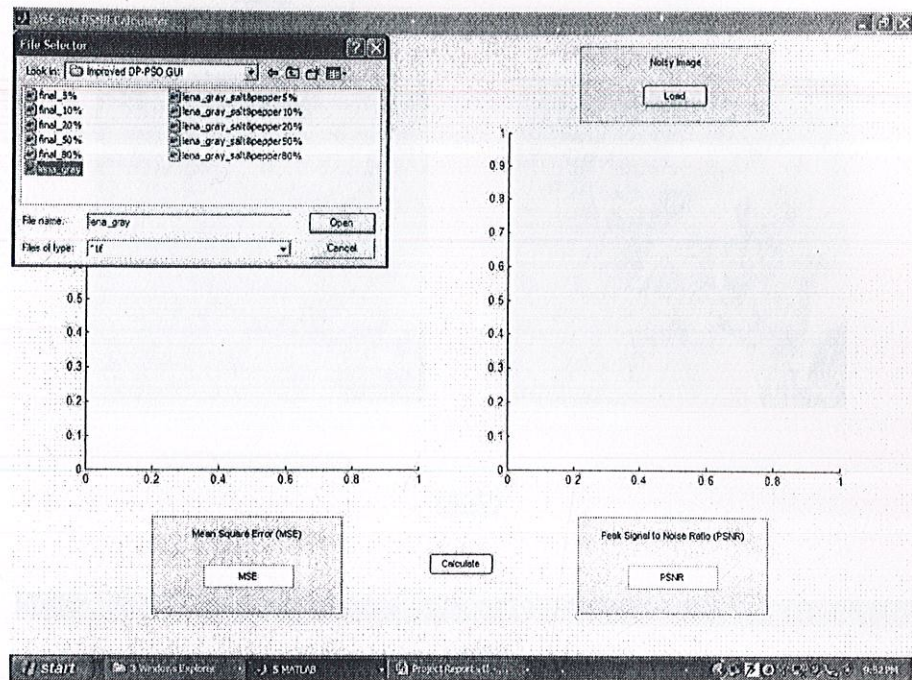 MSE and PSNR Calculator
File Selector
Look in: Improved DP-PSO GUI
final_5%
final_10%
final_20%
final_50%
final_80%
lena_gray
lena_gray_salt&pepper5%
lena_gray_salt&pepper10%
lena_gray_salt&pepper20%
lena_gray_salt&pepper50%
lena_gray_salt&pepper80%
File name: lena_gray Open
Files of type: Cancel
Noisy Image
Load
1
0.9
0.8
0.7
0.6
0.5
0.4
0.3
0.2
0.1
0
0 0.2 0.4 0.6 0.8 1
0.6
0.5
0.4
0.3
0.2
0.1
0
0 0.2 0.4 0.6 0.8 1
Mean Square Error (MSE)
MSE
Calculate
Peak Signal to Noise Ratio (PSNR)
PSNR
start 3 Windows Explorer 5 MATLAB 9:52 PM